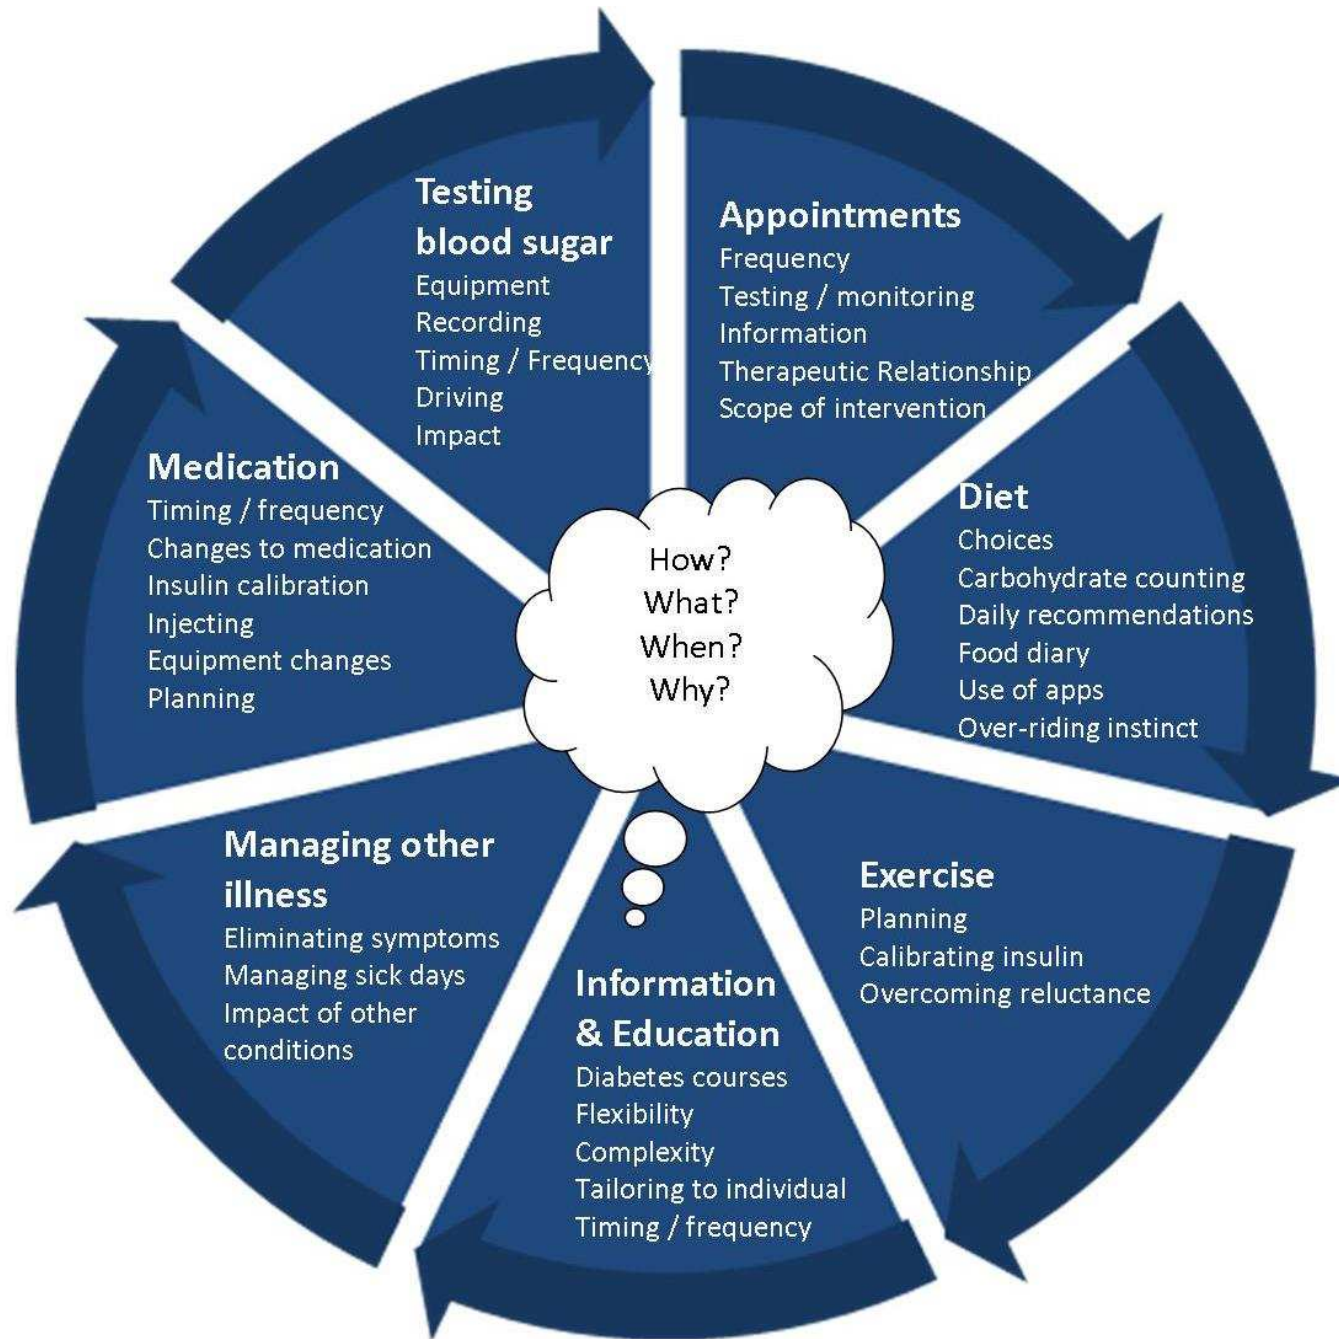 Testing
blood sugar
Equipment
Recording
Timing / Frequency
Driving
Impact
Appointments
Frequency
Testing / monitoring
Information
Therapeutic Relationship
Scope of intervention
Diet
Choices
Carbohydrate counting
Daily recommendations
Food diary
Use of apps
Over-riding instinct
Exercise
Planning
Calibrating insulin
Overcoming reluctance
Information
& Education
Diabetes courses
Flexibility
Complexity
Tailoring to individual
Timing / frequency
Managing other
illness
Eliminating symptoms
Managing sick days
Impact of other
conditions
Medication
Timing / frequency
Changes to medication
Insulin calibration
Injecting
Equipment changes
Planning
How?
What?
When?
Why?